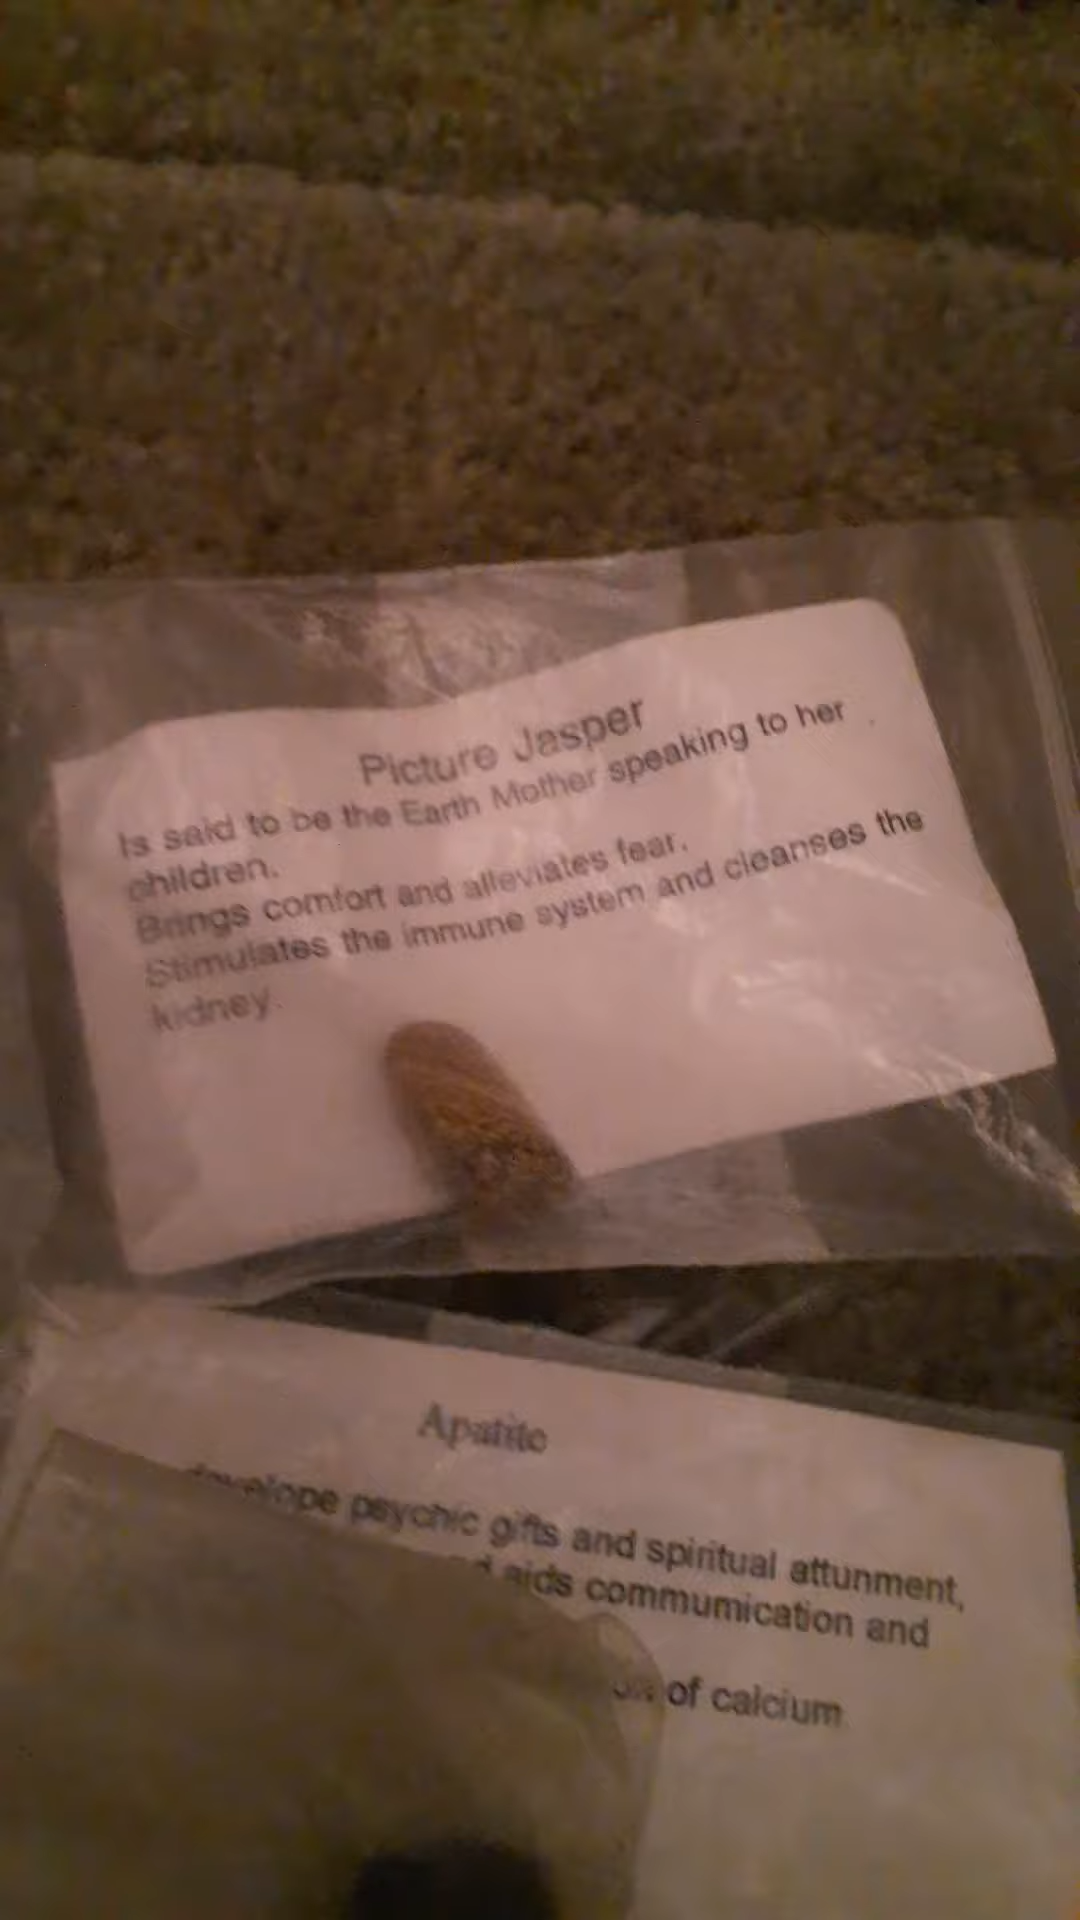 Picture Jasper
Is said to be the Earth Mother speaking to her
children.
Brings comfort and alleviates fear.
Stimulates the immune system and cleanses the
kidney.
Apatite
psychic gifts and spiritual attunment,
aids commumication and
of calcium